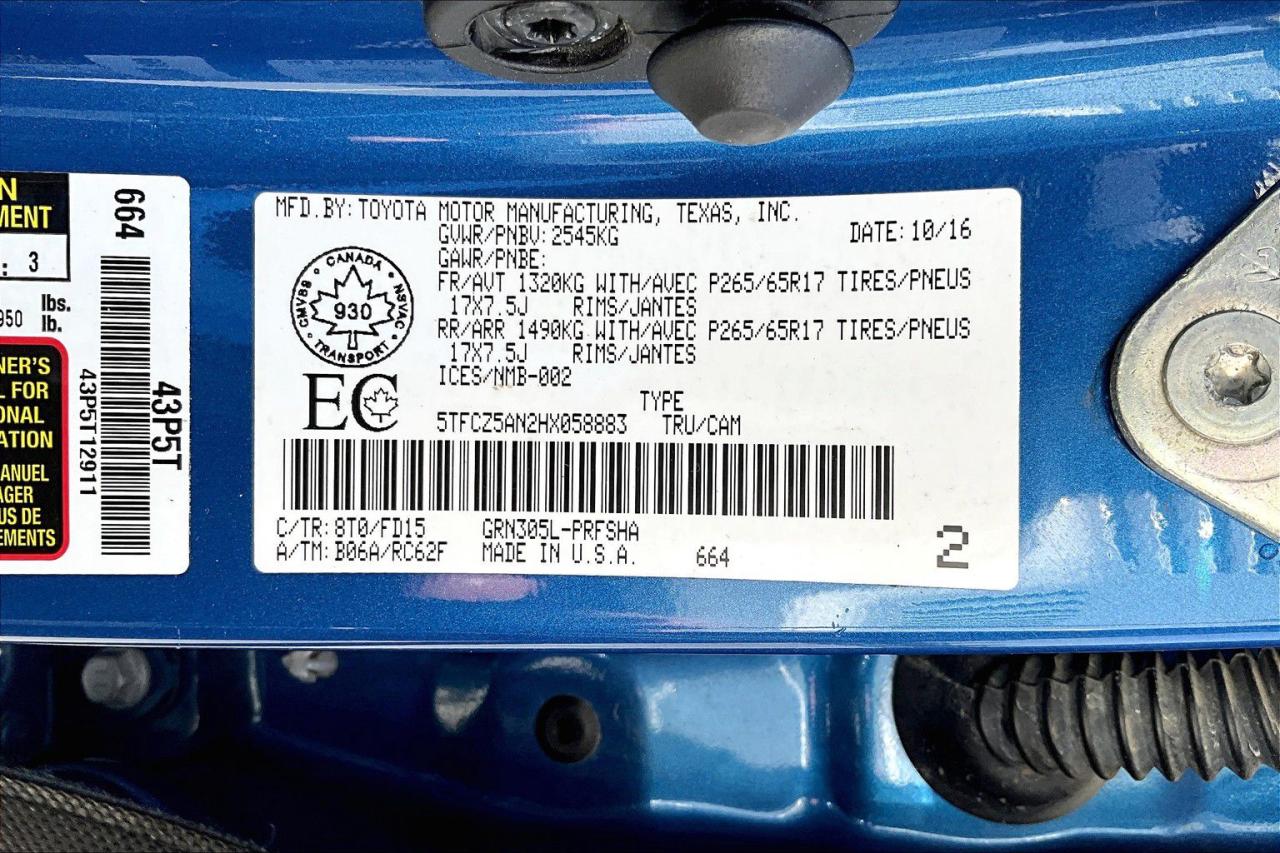 N
MENT
: 3
950 lbs.
lb.
NER'S
L FOR
ONAL
ATION
ANUEL
AGER
US DE
EMENTS
664
43P5T
43P5T12911
MFD.BY: TOYOTA MOTOR MANUFACTURING, TEXAS, INC.
GVWR/PNBV: 2545KG DATE: 10/16
GAWR/PNBE:
FR/AVT 1320KG WITH/AVEC P265/65R17 TIRES/PNEUS
17X7.5J RIMS/JANTES
RR/ARR 1490KG WITH/AVEC P265/65R17 TIRES/PNEUS
17X7.5J RIMS/JANTES
ICES/NMB-002
CANADA
CMVSS
NSVAC
930
TRANSPORT
EC
TYPE
5TFCZ5AN2HX058883 TRU/CAM
C/TR: 8T0/FD15 GRN305L-PRFSHA
A/TM: B06A/RC62F MADE IN U.S.A. 664
2